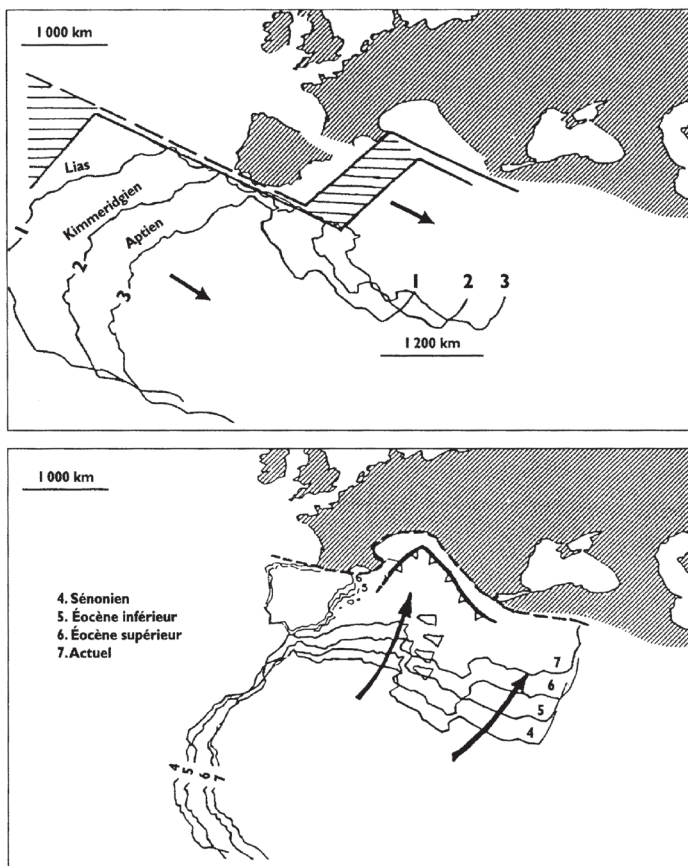 1 000 km
Lias
1
Kimmeridgien
2
Aptien
3
1 2 3
1 200 km
1 000 km
4. Sénonien
5. Éocène inférieur
6. Éocène supérieur
7. Actuel
6
5
7
6
5
4
4 5 6 7